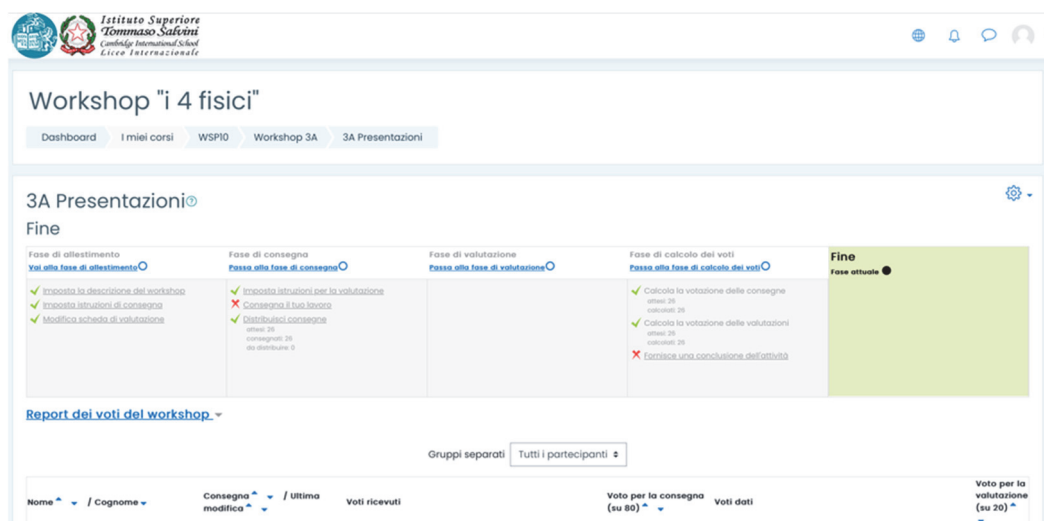 Istituto Superiore
Tommaso Salvini
Cambridge International School
Liceo Internazionale
Workshop "i 4 fisici"
Dashboard I miei corsi WSP10 Workshop 3A 3A Presentazioni
3A Presentazioni
Fine
Fase di allestimento Fase di consegna Fase di valutazione Fase di calcolo dei voti Fine
Vai alla fase di allestimento Passa alla fase di consegna Passa alla fase di valutazione Passa alla fase di calcolo dei voti Fase attuale
Imposta la descrizione del workshop
Imposta istruzioni di consegna
Modifica scheda di valutazione
Imposta istruzioni per la valutazione
Consegna il tuo lavoro
Distribuisci consegne
attesi: 26
consegnati: 26
da distribuire: 0
Calcola la votazione delle consegne
attesi: 26
calcolati: 26
Calcola la votazione delle valutazioni
attesi: 26
calcolati: 26
Fornisce una conclusione dell'attività
Report dei voti del workshop
Gruppi separati Tutti i partecipanti
Nome / Cognome
Consegna / Ultima
modifica
Voti ricevuti
Voto per la consegna
(su 80)
Voti dati
Voto per la
valutazione
(su 20)